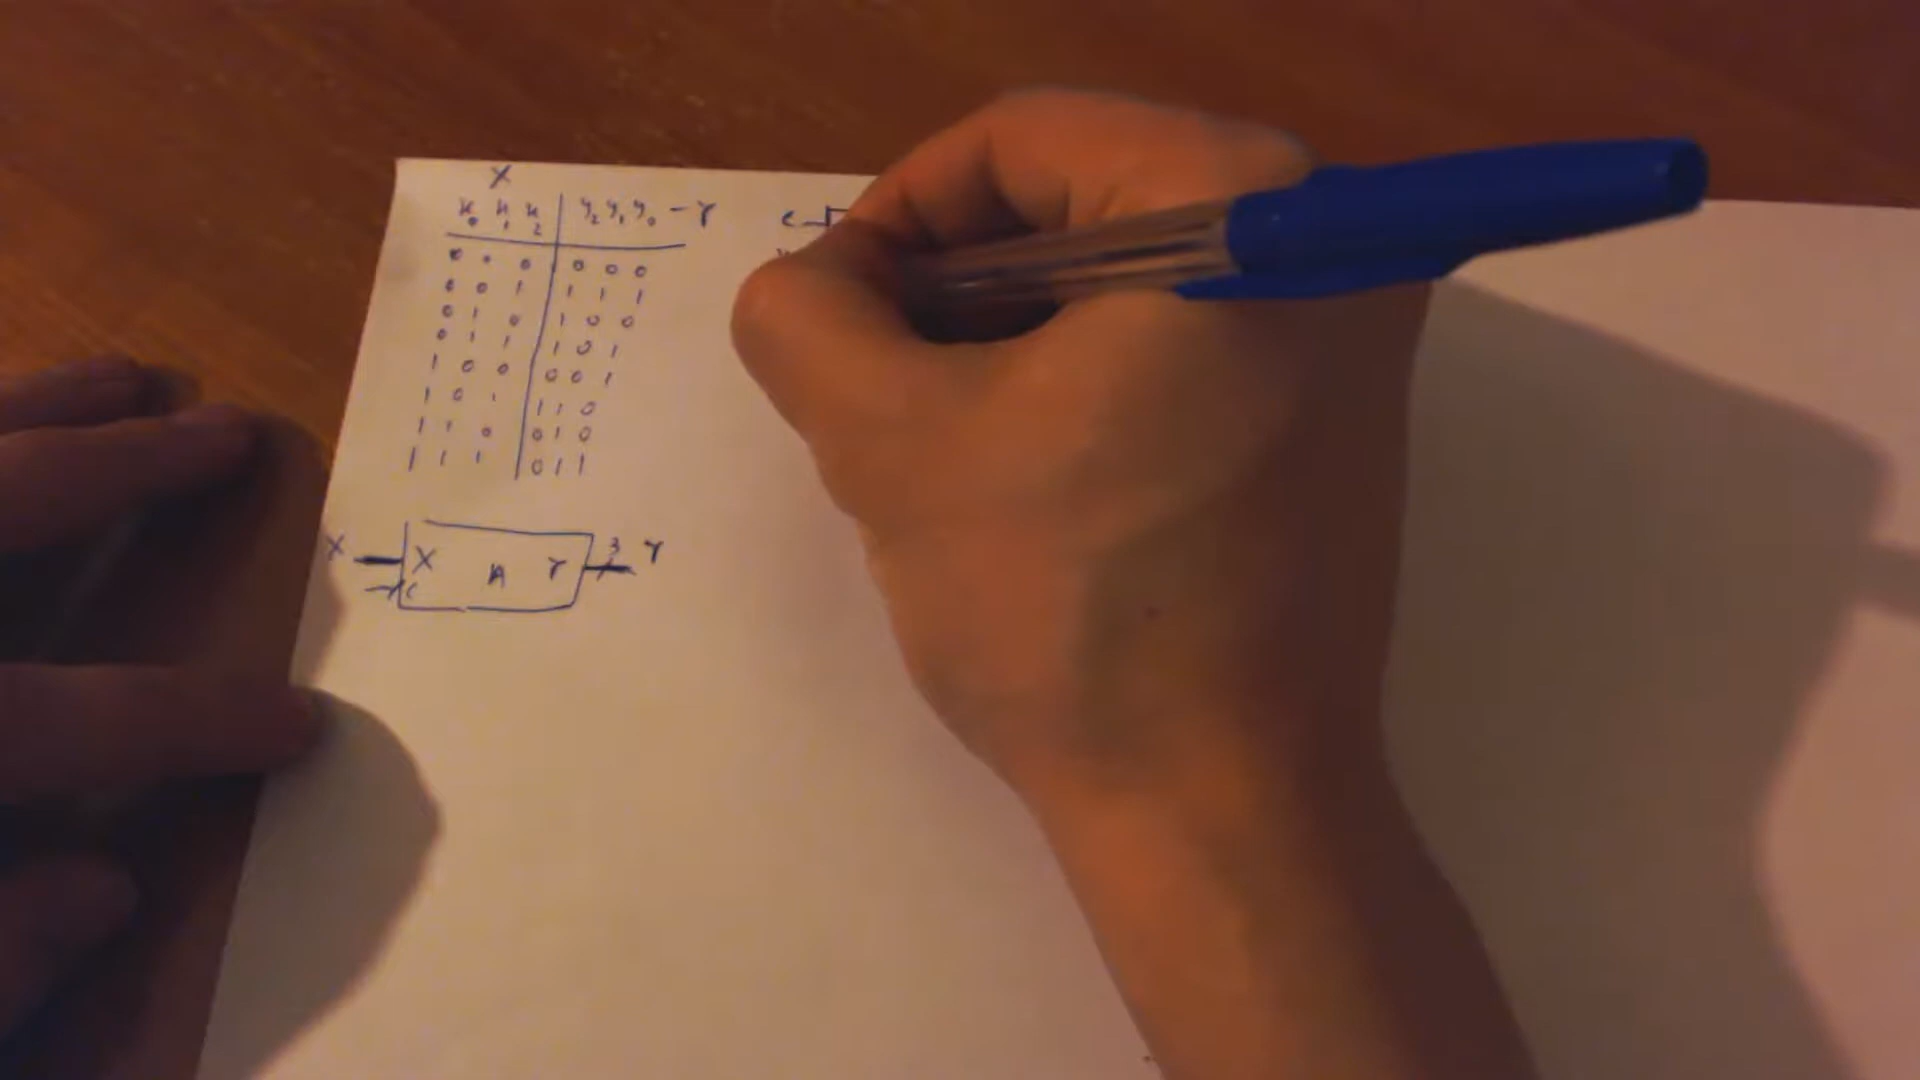 X
x₀ x₁ x₂ | y₂ y₁ y₀ – Y
0 0 0 | 0 0 0
0 0 1 | 1 1 1
0 1 0 | 1 0 0
0 1 1 | 1 0 1
1 0 0 | 0 0 1
1 0 1 | 1 1 0
1 1 0 | 0 1 0
1 1 1 | 0 1 1
C
X X A Y 3 Y
C